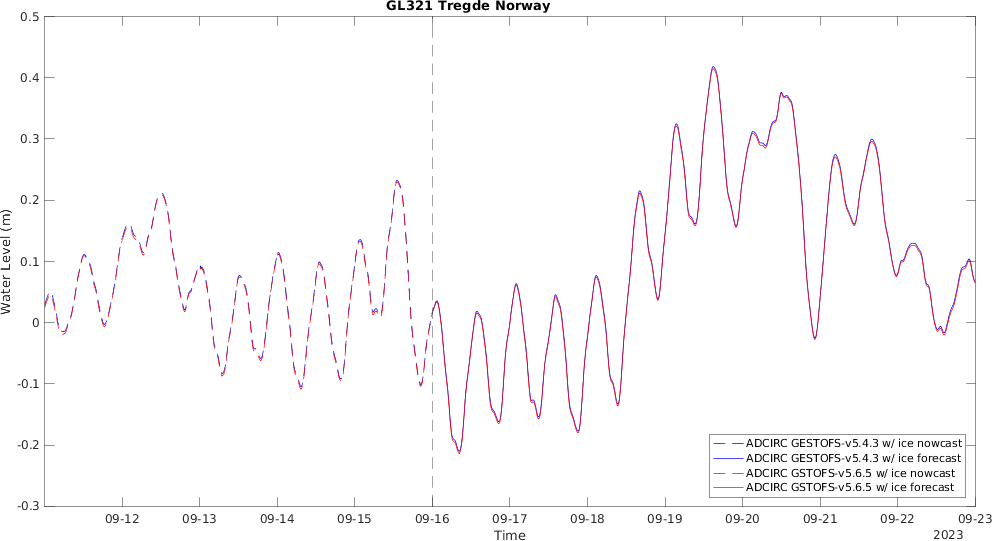 GL321 Tregde Norway
0.5
0.4
0.3
0.2
0.1
0
-0.1
-0.2
-0.3
Water Level (m)
ADCIRC GESTOFS-v5.4.3 w/ ice nowcast
ADCIRC GESTOFS-v5.4.3 w/ ice forecast
ADCIRC GSTOFS-v5.6.5 w/ ice nowcast
ADCIRC GSTOFS-v5.6.5 w/ ice forecast
09-12 09-13 09-14 09-15 09-16 09-17 09-18 09-19 09-20 09-21 09-22 09-23
Time
2023